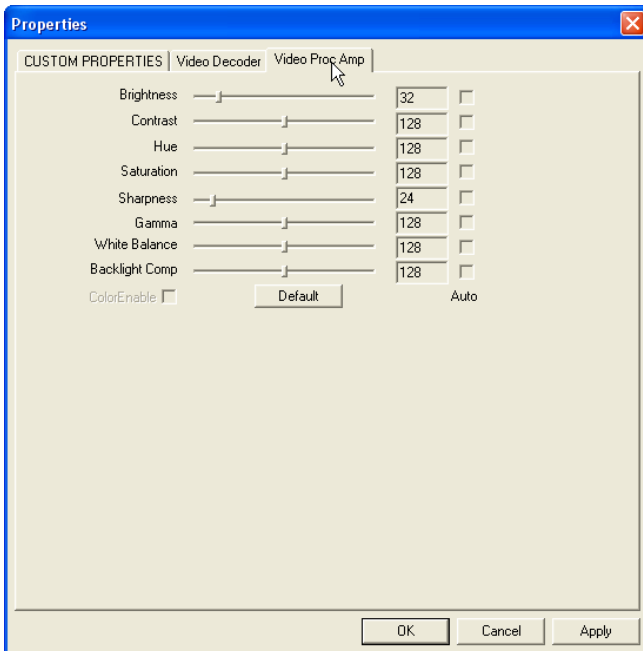 Properties
CUSTOM PROPERTIES Video Decoder Video Proc Amp
Brightness 32
Contrast 128
Hue 128
Saturation 128
Sharpness 24
Gamma 128
White Balance 128
Backlight Comp 128
ColorEnable Default Auto
OK Cancel Apply